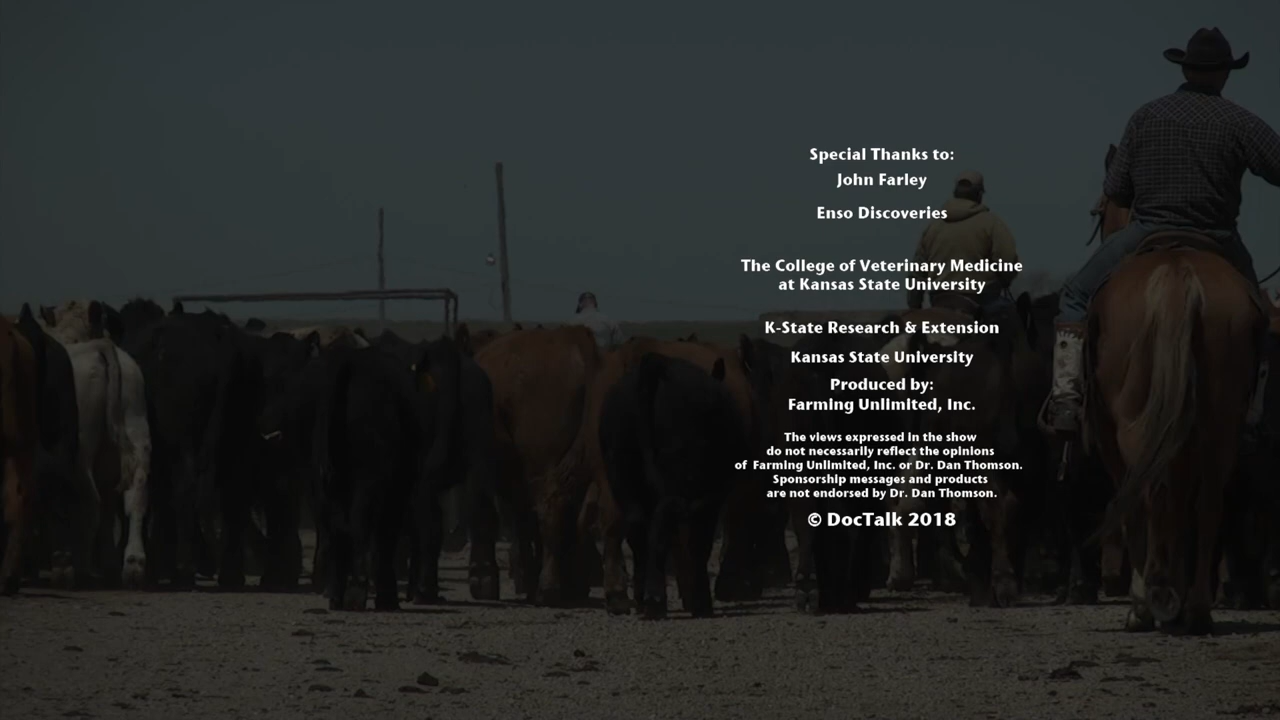 Special Thanks to:
John Farley
Enso Discoveries
The College of Veterinary Medicine
at Kansas State University
K-State Research & Extension
Kansas State University
Produced by:
Farming Unlimited, Inc.
The views expressed in the show
do not necessarily reflect the opinions
of Farming Unlimited, Inc. or Dr. Dan Thomson.
Sponsorship messages and products
are not endorsed by Dr. Dan Thomson.
© DocTalk 2018